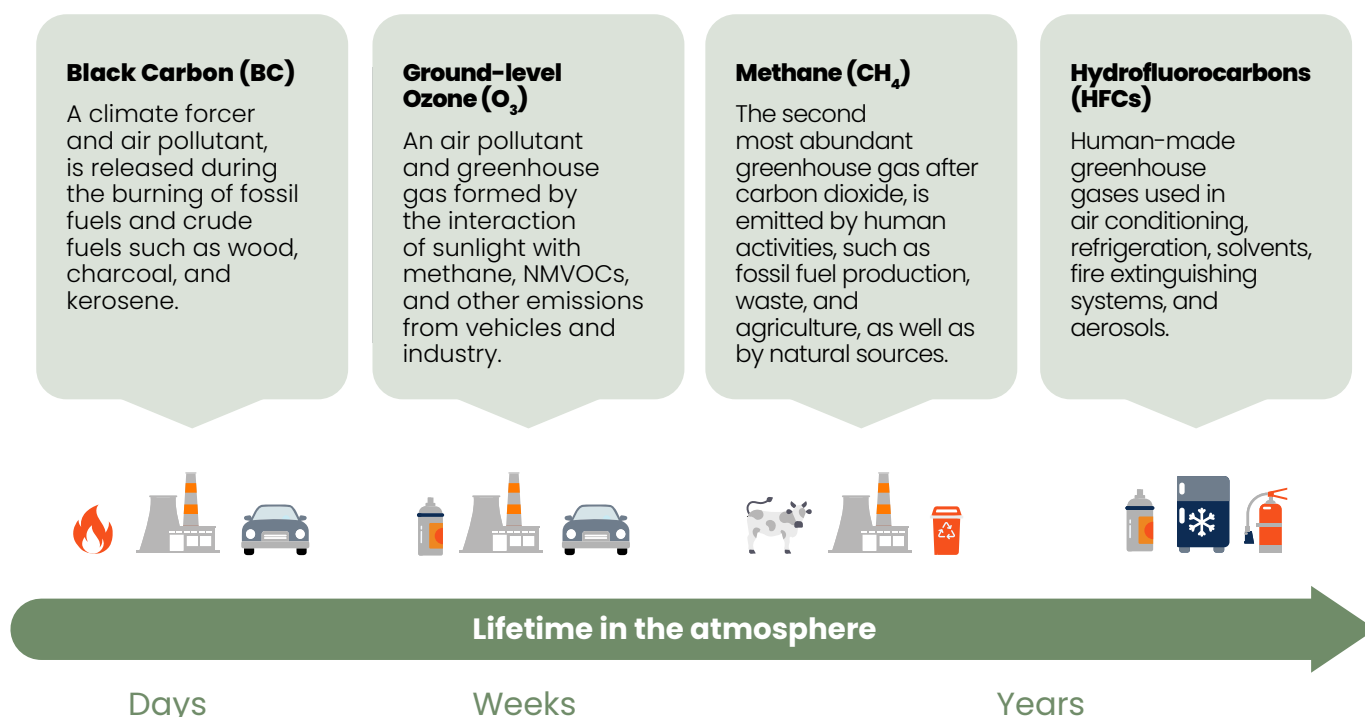 Black Carbon (BC)
A climate forcer
and air pollutant,
is released during
the burning of fossil
fuels and crude
fuels such as wood,
charcoal, and
kerosene.
Ground-level
Ozone (O₃)
An air pollutant
and greenhouse
gas formed by
the interaction
of sunlight with
methane, NMVOCs,
and other emissions
from vehicles and
industry.
Methane (CH₄)
The second
most abundant
greenhouse gas after
carbon dioxide, is
emitted by human
activities, such as
fossil fuel production,
waste, and
agriculture, as well as
by natural sources.
Hydrofluorocarbons
(HFCs)
Human-made
greenhouse
gases used in
air conditioning,
refrigeration, solvents,
fire extinguishing
systems, and
aerosols.
Lifetime in the atmosphere
Days
Weeks
Years